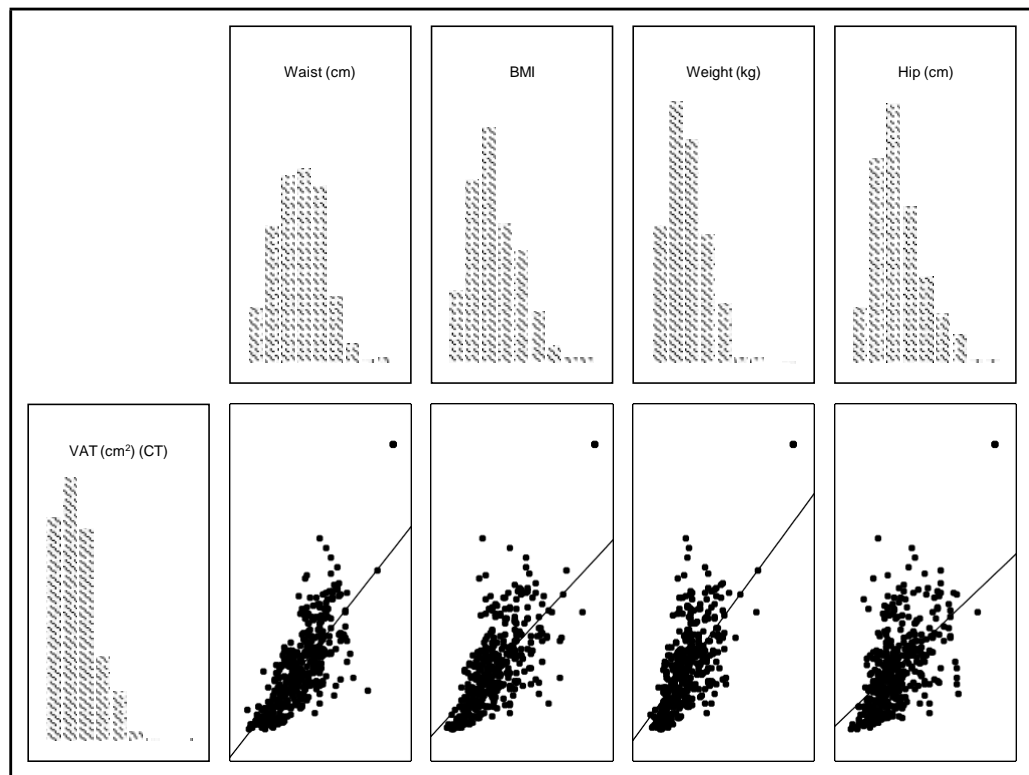 Waist (cm)
BMI
Weight (kg)
Hip (cm)
VAT (cm²) (CT)